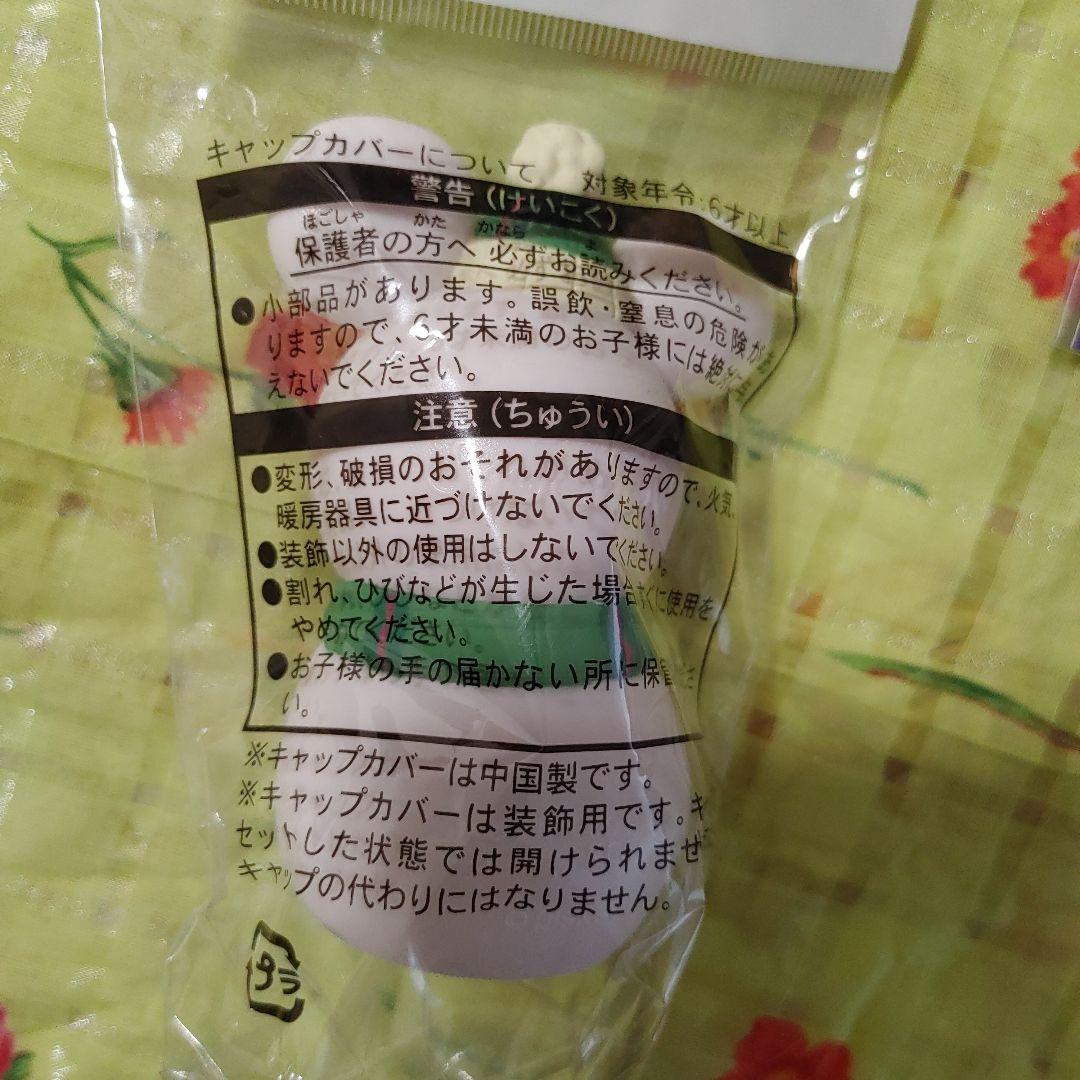 キャップカバーについて 対象年令:6才以上
警告（けいこく）
ほごしゃ かた かなら よ
保護者の方へ 必ずお読みください。
●小部品があります。誤飲・窒息の危険が
りますので、6才未満のお子様には絶対
えないでください。
注意（ちゅうい）
●変形、破損のおそれがありますので、火気、
暖房器具に近づけないでください。
●装飾以外の使用はしないでください。
●割れ、ひびなどが生じた場合すぐに使用を
やめてください。
●お子様の手の届かない所に保管
い。
※キャップカバーは中国製です。
※キャップカバーは装飾用です。キ
セットした状態では開けられませ
キャップの代わりにはなりません。
プラ